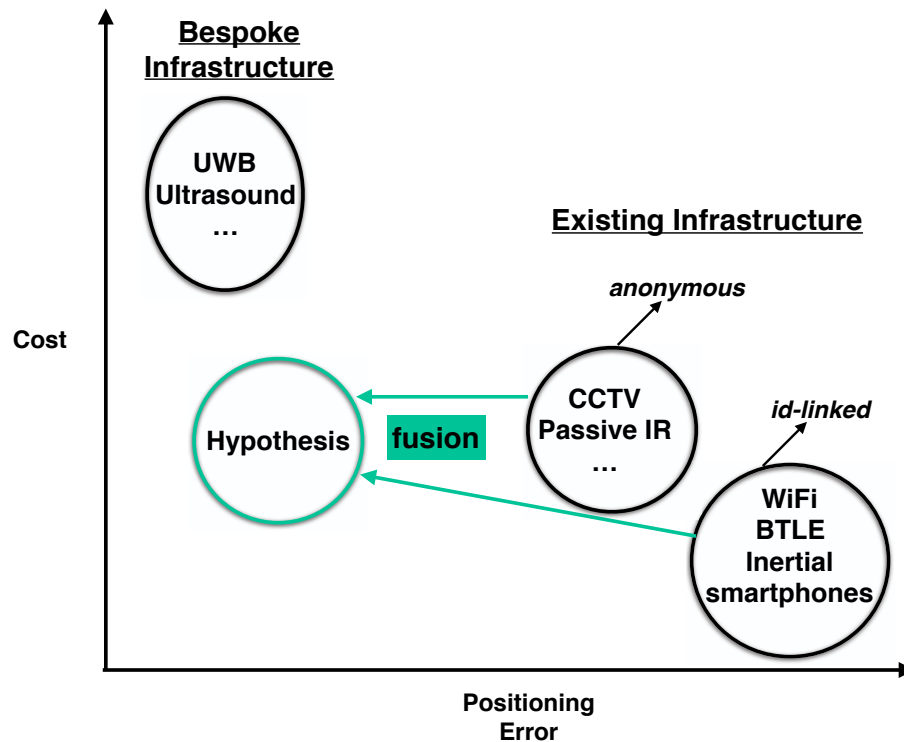 Bespoke
Infrastructure
UWB
Ultrasound
…
Existing Infrastructure
anonymous
Cost
CCTV
Passive IR
…
id-linked
Hypothesis
fusion
WiFi
BTLE
Inertial
smartphones
Positioning
Error